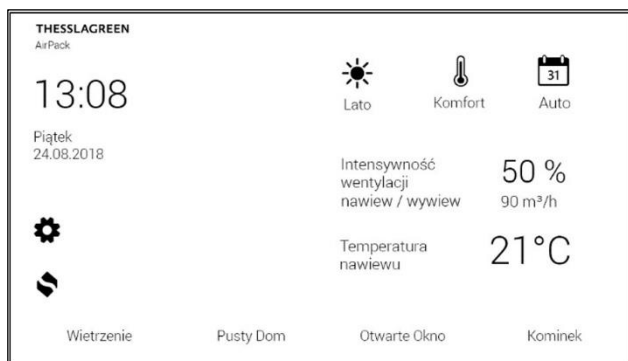 THESSLAGREEN
AirPack
13:08
Piątek
24.08.2018
31
Lato
Komfort
Auto
Intensywność
wentylacji
nawiew / wywiew
50 %
90 m³/h
Temperatura
nawiewu
21°C
Wietrzenie
Pusty Dom
Otwarte Okno
Kominek